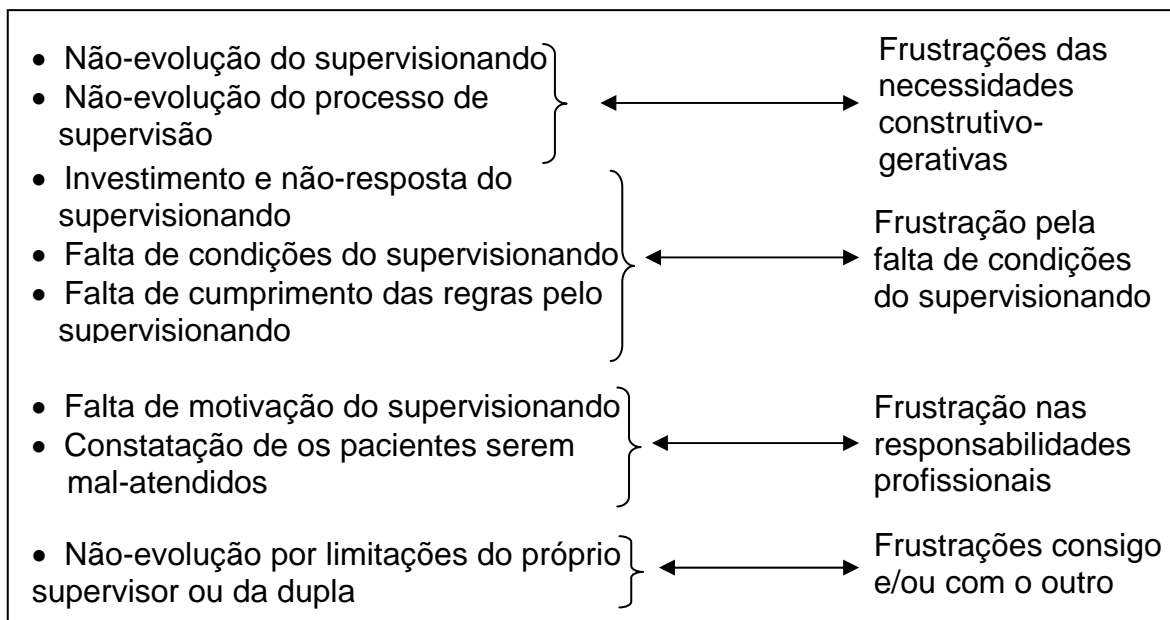 • Não-evolução do supervisionando
• Não-evolução do processo de
supervisão
Frustrações das
necessidades
construtivo-
gerativas
• Investimento e não-resposta do
supervisionando
• Falta de condições do supervisionando
• Falta de cumprimento das regras pelo
supervisionando
Frustração pela
falta de condições
do supervisionando
• Falta de motivação do supervisionando
• Constatação de os pacientes serem
mal-atendidos
Frustração nas
responsabilidades
profissionais
• Não-evolução por limitações do próprio
supervisor ou da dupla
Frustrações consigo
e/ou com o outro